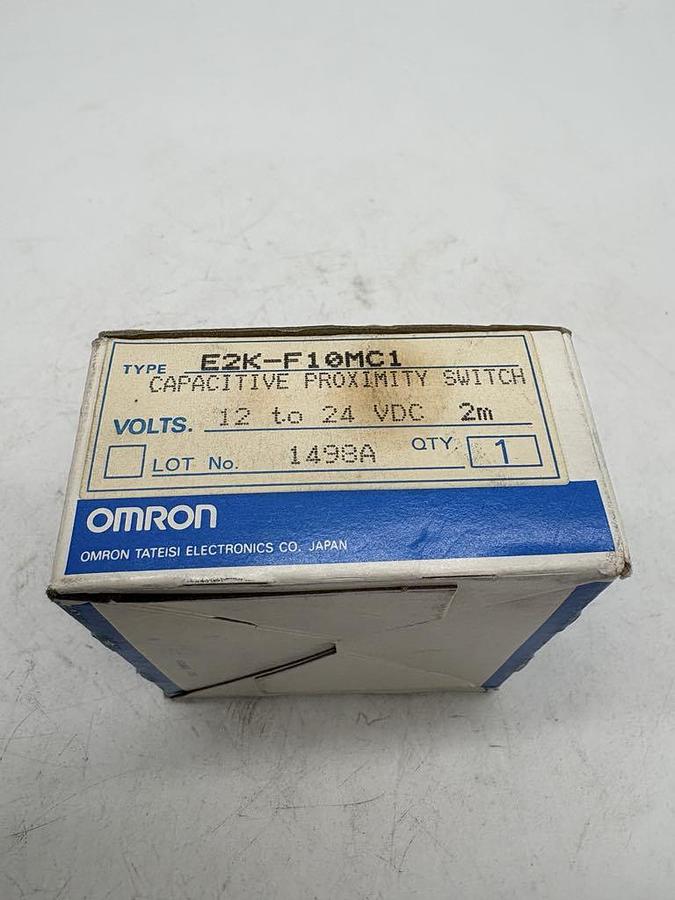 TYPE E2K-F10MC1
CAPACITIVE PROXIMITY SWITCH
VOLTS. 12 to 24 VDC 2m
LOT No. 1498A QTY. 1
OMRON
OMRON TATEISI ELECTRONICS CO. JAPAN